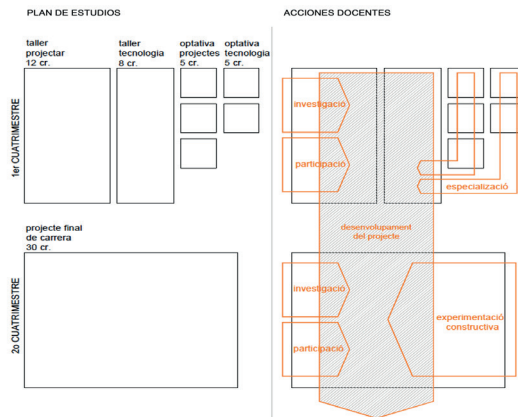 PLAN DE ESTUDIOS
ACCIONES DOCENTES
taller
projectar
12 cr.
taller
tecnologia
8 cr.
optativa
projectes
5 cr.
optativa
tecnologia
5 cr.
1er CUATRIMESTRE
investigació
participació
especializació
desenvolupament
del projecte
projecte final
de carrera
30 cr.
2o CUATRIMESTRE
investigació
participació
experimentació
constructiva